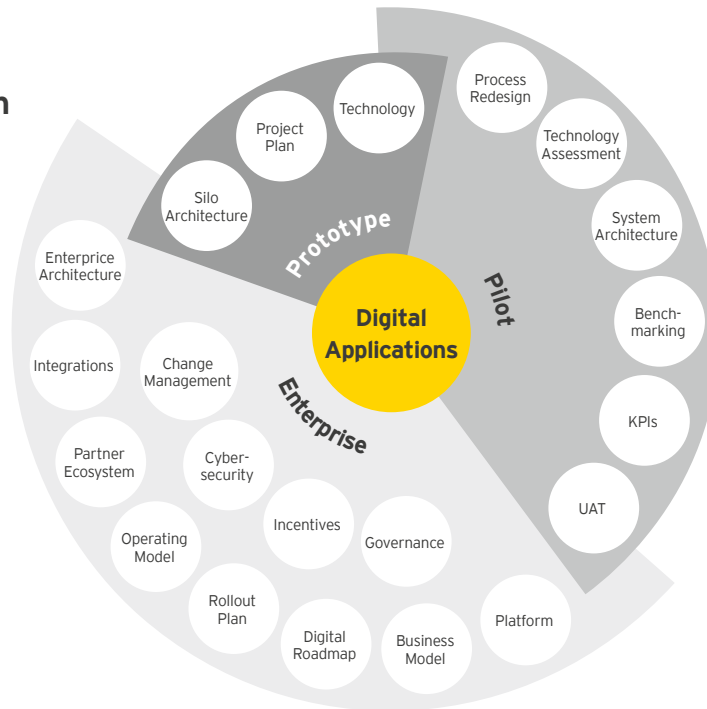 n
Prototype
Technology
Project
Plan
Silo
Architecture
Pilot
Process
Redesign
Technology
Assessment
System
Architecture
Bench-
marking
KPIs
UAT
Digital
Applications
Enterprise
Enterprice
Architecture
Integrations
Change
Management
Partner
Ecosystem
Cyber-
security
Operating
Model
Incentives
Governance
Rollout
Plan
Digital
Roadmap
Business
Model
Platform